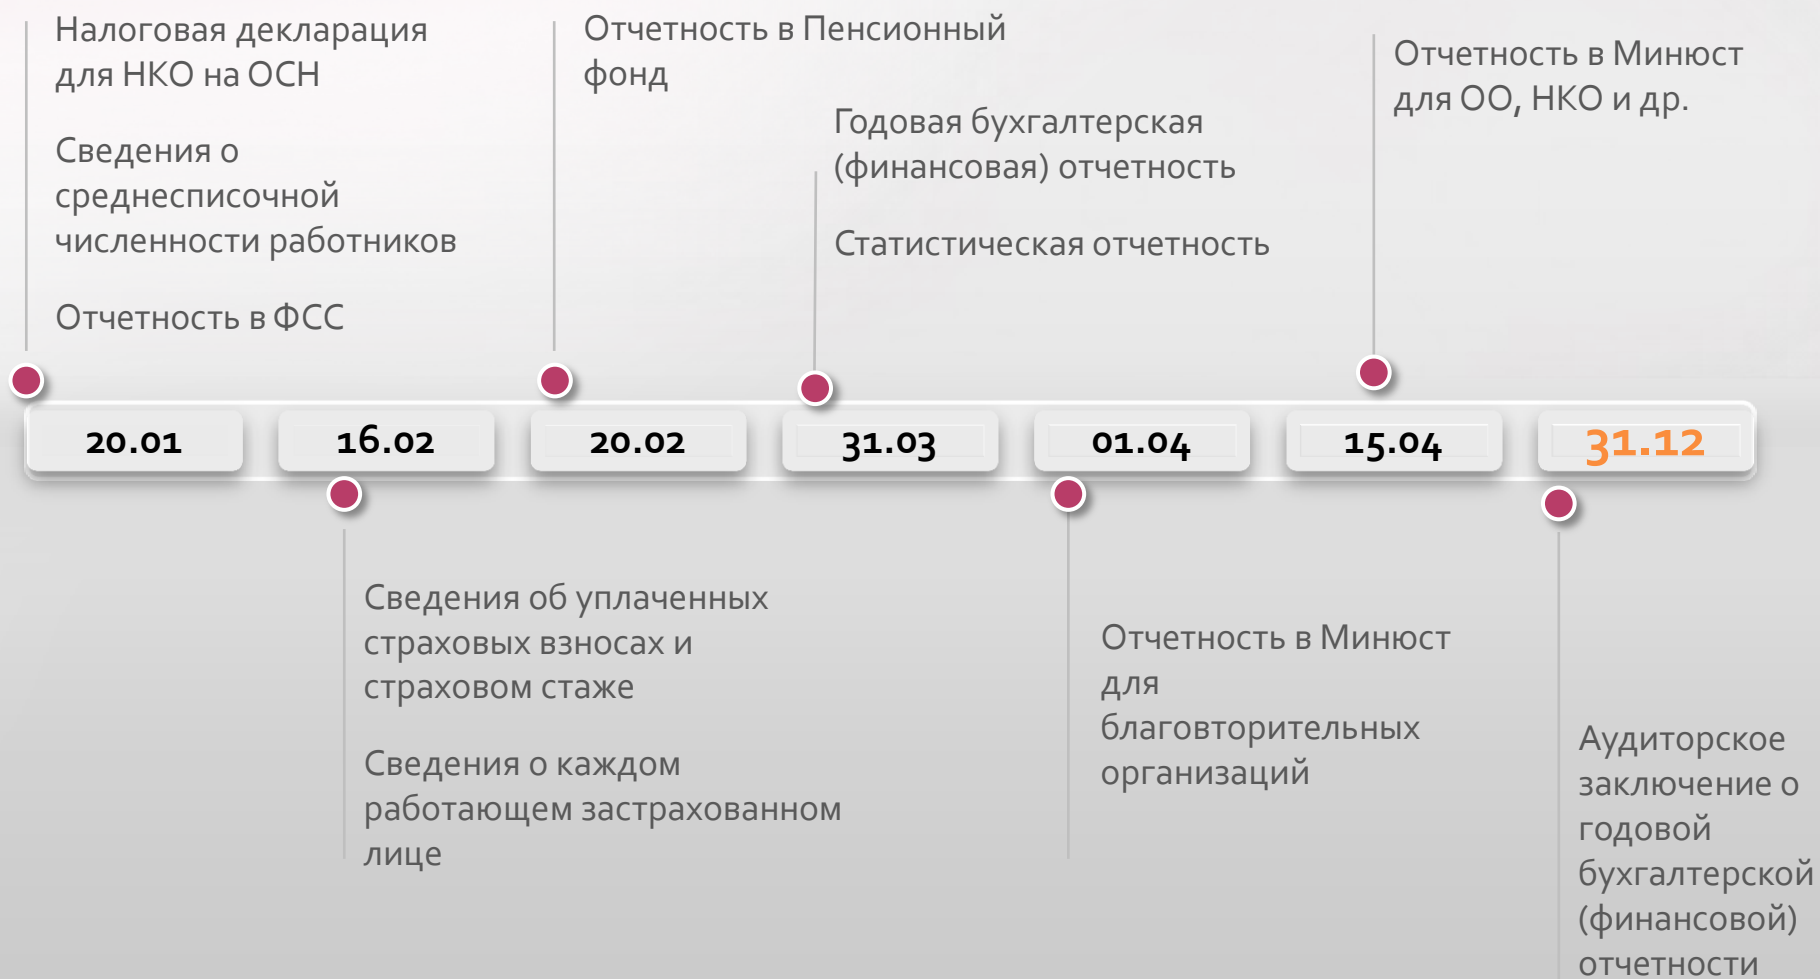 Налоговая декларация
для НКО на ОСН
Сведения о
среднесписочной
численности работников
Отчетность в ФСС
Отчетность в Пенсионный
фонд
Годовая бухгалтерская
(финансовая) отчетность
Статистическая отчетность
Отчетность в Минюст
для ОО, НКО и др.
20.01
16.02
20.02
31.03
01.04
15.04
31.12
Сведения об уплаченных
страховых взносах и
страховом стаже
Сведения о каждом
работающем застрахованном
лице
Отчетность в Минюст
для
благовторительных
организаций
Аудиторское
заключение о
годовой
бухгалтерской
(финансовой)
отчетности